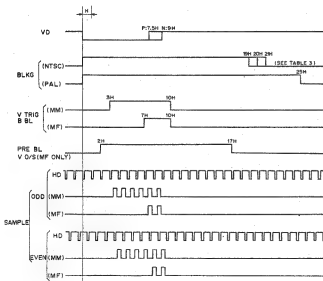 H
VD P:7.5H N:9H
BLKG
(NTSC) 19H 20H 21H (SEE TABLE 3)
(PAL) 25H
V TRIG
B BL
(MM) 3H 10H
(MF) 7H 10H
PRE BL
V D/S(MF ONLY) 2H 17H
SAMPLE
HD
ODD (MM)
(MF)
HD
EVEN (MM)
(MF)